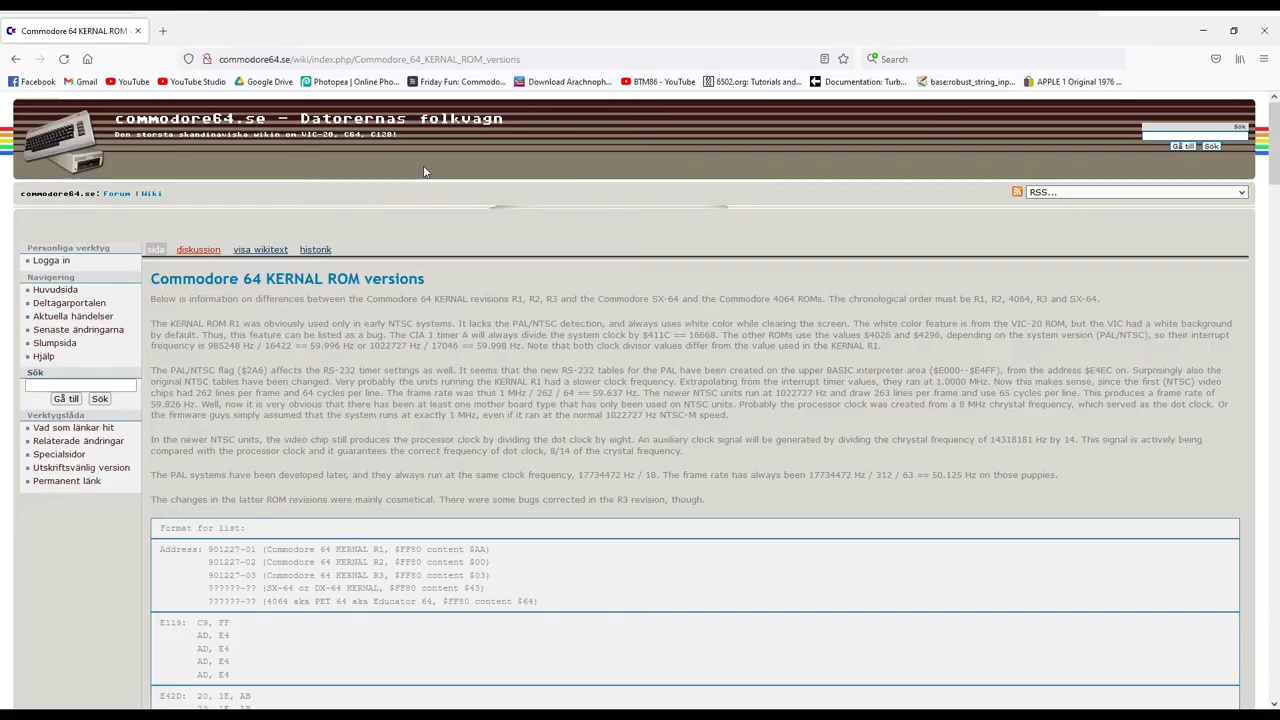 Commodore 64 KERNAL ROM v
commodore64.se/wiki/index.php/Commodore_64_KERNAL_ROM_versions
Search
Facebook
Gmail
YouTube
YouTube Studio
Google Drive
Photopea | Online Pho...
Friday Fun: Commodo...
Download Arachnoph...
BTM86 - YouTube
6502.org: Tutorials and...
Documentation: Turb...
base:robust_string_inp...
APPLE 1 Original 1976 ...
commodore64.se - Datorernas folkvagn
Den storsta skandinaviska wikin om VIC-20, C64, C128!
Sök
Gå till
Sök
commodore64.se: Forum | Wiki
RSS...
Personliga verktyg
Logga in
Navigering
Huvudsida
Deltagarportalen
Aktuella händelser
Senaste ändringarna
Slumpsida
Hjälp
Sök
Gå till
Sök
Verktygslåda
Vad som länkar hit
Relaterade ändringar
Specialsidor
Utskriftsvänlig version
Permanent länk
sida
diskussion
visa wikitext
historik
Commodore 64 KERNAL ROM versions
Below is information on differences between the Commodore 64 KERNAL revisions R1, R2, R3 and the Commodore SX-64 and the Commodore 4064 ROMs. The chronological order must be R1, R2, 4064, R3 and SX-64.
The KERNAL ROM R1 was obviously used only in early NTSC systems. It lacks the PAL/NTSC detection, and always uses white color while clearing the screen. The white color feature is from the VIC-20 ROM, but the VIC had a white background
by default. Thus, this feature can be listed as a bug. The CIA 1 timer A will always divide the system clock by $411C == 16668. The other ROMs use the values $4026 and $4296, depending on the system version (PAL/NTSC), so their interrupt
frequency is 985248 Hz / 16422 == 59.996 Hz or 1022727 Hz / 17046 == 59.998 Hz. Note that both clock divisor values differ from the value used in the KERNAL R1.
The PAL/NTSC flag ($2A6) affects the RS-232 timer settings as well. It seems that the new RS-232 tables for the PAL have been created on the upper BASIC interpreter area ($E000--$E4FF), from the address $E4EC on. Surprisingly also the
original NTSC tables have been changed. Very probably the units running the KERNAL R1 had a slower clock frequency. Extrapolating from the interrupt timer values, they ran at 1.0000 MHz. Now this makes sense, since the first (NTSC) video
chips had 262 lines per frame and 64 cycles per line. The frame rate was thus 1 MHz / 262 / 64 == 59.637 Hz. The newer NTSC units run at 1022727 Hz and draw 263 lines per frame and use 65 cycles per line. This produces a frame rate of
59.826 Hz. Well, now it is very obvious that there has been at least one mother board type that has only been used on NTSC units. Probably the processor clock was created from a 8 MHz chrystal frequency, which served as the dot clock. Or
the firmware guys simply assumed that the system runs at exactly 1 MHz, even if it ran at the normal 1022727 Hz NTSC-M speed.
In the newer NTSC units, the video chip still produces the processor clock by dividing the dot clock by eight. An auxiliary clock signal will be generated by dividing the chrystal frequency of 14318181 Hz by 14. This signal is actively being
compared with the processor clock and it guarantees the correct frequency of dot clock, 8/14 of the crystal frequency.
The PAL systems have been developed later, and they always run at the same clock frequency, 17734472 Hz / 18. The frame rate has always been 17734472 Hz / 312 / 63 == 50.125 Hz on those puppies.
The changes in the latter ROM revisions were mainly cosmetical. There were some bugs corrected in the R3 revision, though.
Format for list:
Address: 901227-01 (Commodore 64 KERNAL R1, $FF80 content $AA)
901227-02 (Commodore 64 KERNAL R2, $FF80 content $00)
901227-03 (Commodore 64 KERNAL R3, $FF80 content $03)
??????-?? (SX-64 or DX-64 KERNAL, $FF80 content $43)
??????-?? (4064 aka PET 64 aka Educator 64, $FF80 content $64)
E119: C9, FF
AD, E4
AD, E4
AD, E4
AD, E4
E42D: 20, 1E, AB